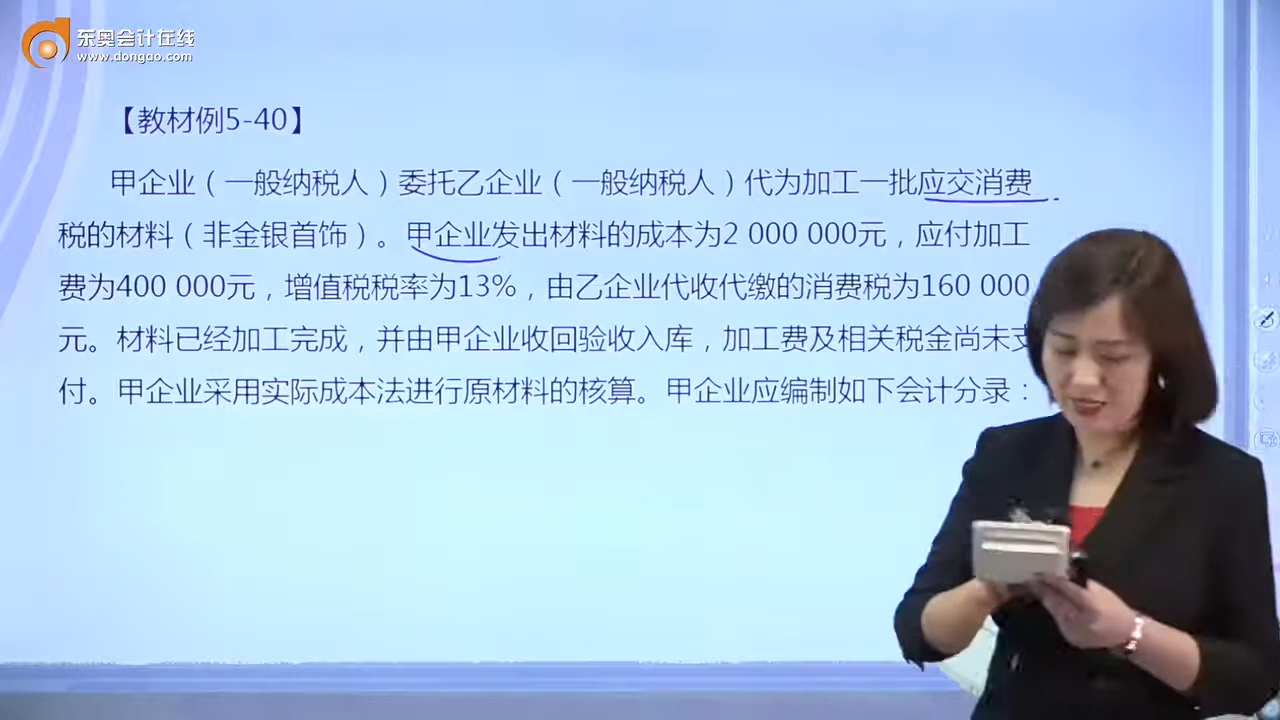 东奥会计在线
www.dongao.com
【教材例5-40】
甲企业（一般纳税人）委托乙企业（一般纳税人）代为加工一批应交消费
税的材料（非金银首饰）。甲企业发出材料的成本为2 000 000元，应付加工
费为400 000元，增值税税率为13%，由乙企业代收代缴的消费税为160 000
元。材料已经加工完成，并由甲企业收回验收入库，加工费及相关税金尚未支
付。甲企业采用实际成本法进行原材料的核算。甲企业应编制如下会计分录：